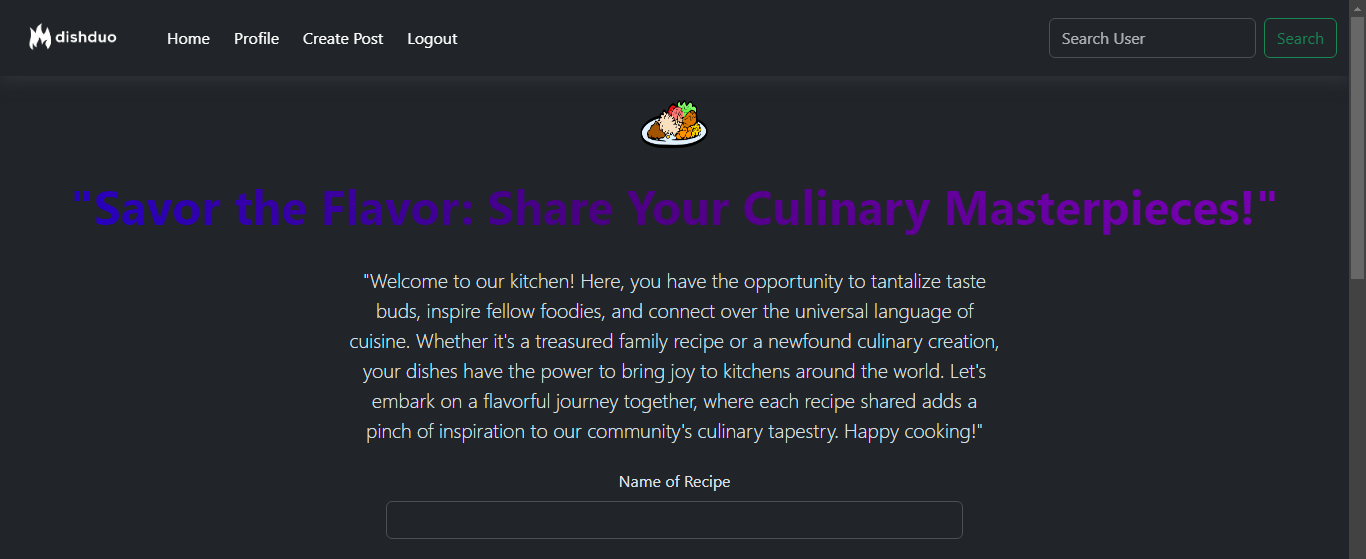 dishduo Home Profile Create Post Logout Search User Search
"Savor the Flavor: Share Your Culinary Masterpieces!"
"Welcome to our kitchen! Here, you have the opportunity to tantalize taste
buds, inspire fellow foodies, and connect over the universal language of
cuisine. Whether it's a treasured family recipe or a newfound culinary creation,
your dishes have the power to bring joy to kitchens around the world. Let's
embark on a flavorful journey together, where each recipe shared adds a
pinch of inspiration to our community's culinary tapestry. Happy cooking!"
Name of Recipe